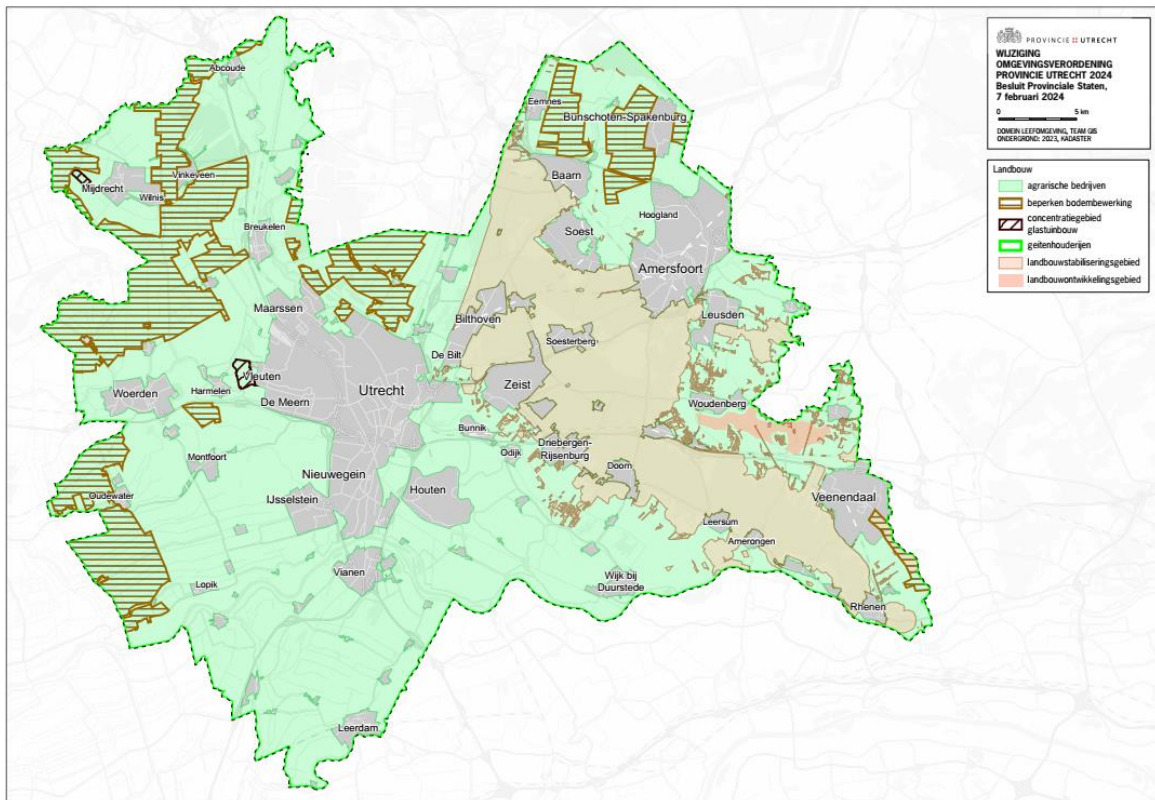 PROVINCIE UTRECHT
WIJZIGING
OMGEVINGSVERORDENING
PROVINCIE UTRECHT 2024
Besluit Provinciale Staten,
7 februari 2024
0 5 km
DOMEIN LEEFOMGEVING, TEAM GIS
ONDERGROND: 2023, KADASTER
Landbouw
agrarische bedrijven
beperken bodembewerking
concentratiegebied
glastuinbouw
geitenhouderijen
landbouwstabiliseringsgebied
landbouwontwikkelingsgebied
Abcoude
Eemnes
Bunschoten-Spakenburg
Vinkeveen
Mijdrecht
Wilnis
Baarn
Hoogland
Breukelen
Soest
Amersfoort
Maarssen
Bilthoven
Leusden
Soesterberg
De Bilt
Vleuten
Zeist
Utrecht
Woerden
Harmelen
De Meern
Woudenberg
Bunnik
Driebergen-
Rijsenburg
Odijk
Montfoort
Doorn
Nieuwegein
Oudewater
IJsselstein
Houten
Veenendaal
Leersum
Amerongen
Vianen
Lopik
Wijk bij
Duurstede
Rhenen
Leerdam